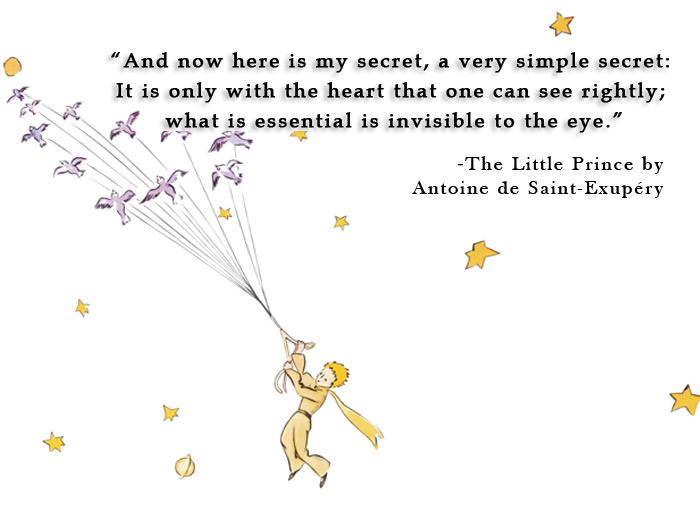 “And now here is my secret, a very simple secret:
It is only with the heart that one can see rightly;
what is essential is invisible to the eye.”
-The Little Prince by
Antoine de Saint-Exupéry